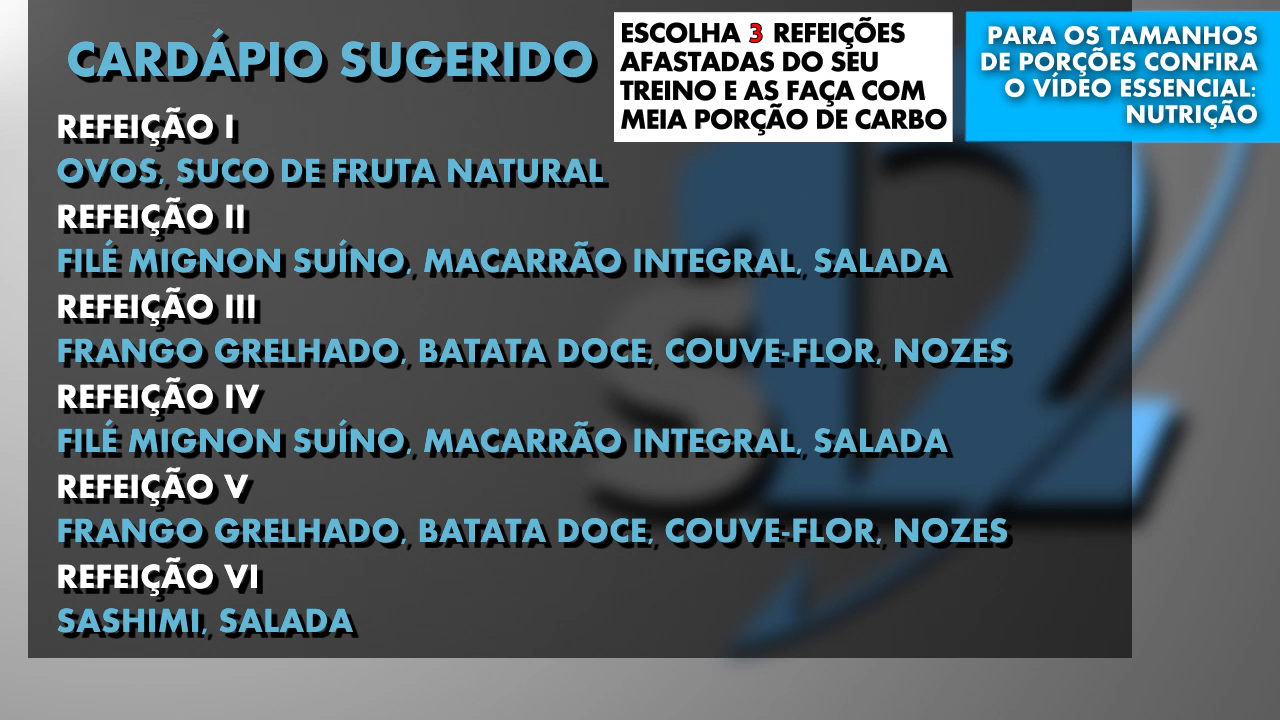 CARDÁPIO SUGERIDO
ESCOLHA 3 REFEIÇÕES
AFASTADAS DO SEU
TREINO E AS FAÇA COM
MEIA PORÇÃO DE CARBO
PARA OS TAMANHOS
DE PORÇÕES CONFIRA
O VÍDEO ESSENCIAL:
NUTRIÇÃO
REFEIÇÃO I
OVOS, SUCO DE FRUTA NATURAL
REFEIÇÃO II
FILÉ MIGNON SUÍNO, MACARRÃO INTEGRAL, SALADA
REFEIÇÃO III
FRANGO GRELHADO, BATATA DOCE, COUVE-FLOR, NOZES
REFEIÇÃO IV
FILÉ MIGNON SUÍNO, MACARRÃO INTEGRAL, SALADA
REFEIÇÃO V
FRANGO GRELHADO, BATATA DOCE, COUVE-FLOR, NOZES
REFEIÇÃO VI
SASHIMI, SALADA
S12